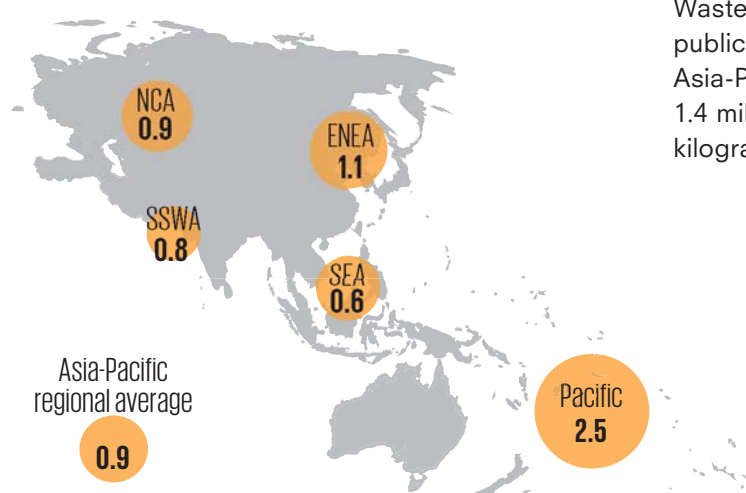 Waste
public
Asia-P
1.4 mil
kilogra
NCA
0.9
ENEA
1.1
SSWA
0.8
SEA
0.6
Asia-Pacific
regional average
0.9
Pacific
2.5